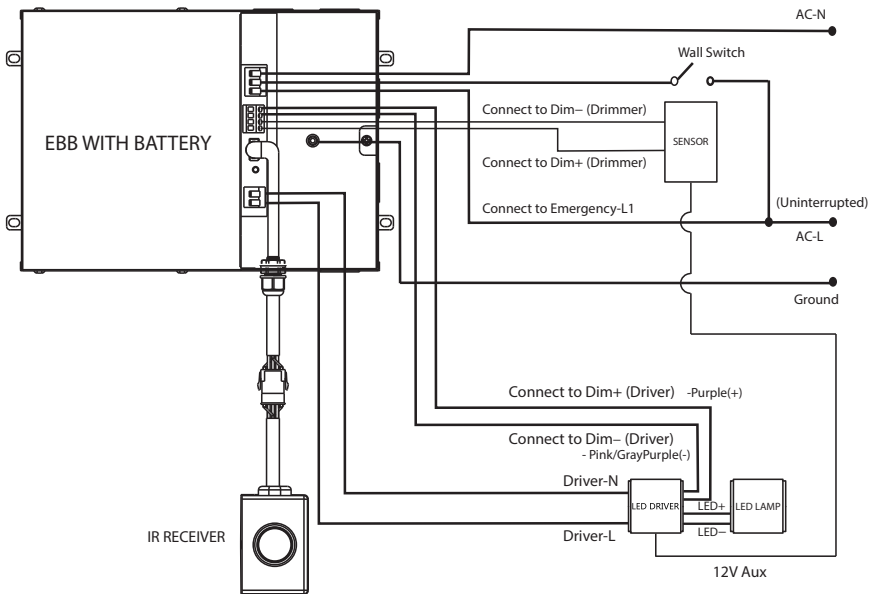 AC-N
Wall Switch
Connect to Dim− (Drimmer)
EBB WITH BATTERY
SENSOR
Connect to Dim+ (Drimmer)
(Uninterrupted)
Connect to Emergency-L1
AC-L
Ground
Connect to Dim+ (Driver) -Purple(+)
Connect to Dim− (Driver)
- Pink/GrayPurple(-)
Driver-N
LED DRIVER
LED+
LED LAMP
IR RECEIVER
Driver-L
LED−
12V Aux